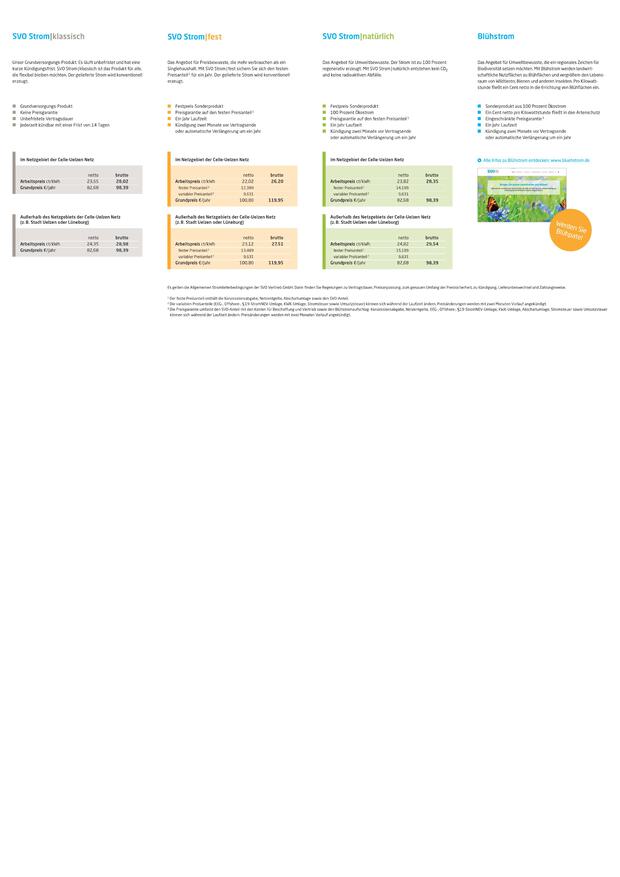 SVO Strom|klassisch
Unser Grundversorgungs-Produkt: Es läuft unbefristet und hat eine
kurze Kündigungsfrist. SVO Strom|klassisch ist das Produkt für alle,
die flexibel bleiben möchten. Der gelieferte Strom wird konventionell
erzeugt.
Grundversorgungs-Produkt
Keine Preisgarantie
Unbefristete Vertragsdauer
Jederzeit kündbar mit einer Frist von 14 Tagen
Im Netzgebiet der Celle-Uelzen Netz
netto brutto
Arbeitspreis ct/kWh 23,55 29,02
Grundpreis €/Jahr 82,68 98,39
Außerhalb des Netzgebiets der Celle-Uelzen Netz
(z.B. Stadt Uelzen oder Lüneburg)
netto brutto
Arbeitspreis ct/kWh 24,35 29,98
Grundpreis €/Jahr 82,68 98,39
SVO Strom|fest
Das Angebot für Preisbewusste, die mehr verbrauchen als ein
Singlehaushalt. Mit SVO Strom|fest sichern Sie sich den festen
Preisanteil¹ für ein Jahr. Der gelieferte Strom wird konventionell
erzeugt.
Festpreis Sonderprodukt
Preisgarantie auf den festen Preisanteil¹
Ein Jahr Laufzeit
Kündigung zwei Monate vor Vertragsende
oder automatische Verlängerung um ein Jahr
Im Netzgebiet der Celle-Uelzen Netz
netto brutto
Arbeitspreis ct/kWh 22,02 26,20
fester Preisanteil¹ 12,389
variabler Preisanteil² 9,631
Grundpreis €/Jahr 100,80 119,95
Außerhalb des Netzgebiets der Celle-Uelzen Netz
(z.B. Stadt Uelzen oder Lüneburg)
netto brutto
Arbeitspreis ct/kWh 23,12 27,51
fester Preisanteil¹ 13,489
variabler Preisanteil² 9,631
Grundpreis €/Jahr 100,80 119,95
SVO Strom|natürlich
Das Angebot für Umweltbewusste. Der Strom ist zu 100 Prozent
regenerativ erzeugt. Mit SVO Strom|natürlich entstehen kein CO₂
und keine radioaktiven Abfälle.
Festpreis Sonderprodukt
100 Prozent Ökostrom
Preisgarantie auf den festen Preisanteil¹
Ein Jahr Laufzeit
Kündigung zwei Monate vor Vertragsende
oder automatische Verlängerung um ein Jahr
Im Netzgebiet der Celle-Uelzen Netz
netto brutto
Arbeitspreis ct/kWh 23,82 28,35
fester Preisanteil¹ 14,189
variabler Preisanteil² 9,631
Grundpreis €/Jahr 82,68 98,39
Außerhalb des Netzgebiets der Celle-Uelzen Netz
(z.B. Stadt Uelzen oder Lüneburg)
netto brutto
Arbeitspreis ct/kWh 24,82 29,54
fester Preisanteil¹ 15,189
variabler Preisanteil² 9,631
Grundpreis €/Jahr 82,68 98,39
Blühstrom
Das Angebot für Umweltbewusste, die ein regionales Zeichen für
Biodiversität setzen möchten. Mit Blühstrom werden landwirt-
schaftliche Nutzflächen zu Blühflächen und vergrößern den Lebens-
raum von Wildtieren, Bienen und anderen Insekten. Pro Kilowatt-
stunde fließt ein Cent netto in die Errichtung von Blühflächen ein.
Sonderprodukt aus 100 Prozent Ökostrom
Ein Cent netto pro Kilowattstunde fließt in den Artenschutz
Eingeschränkte Preisgarantie³
Ein Jahr Laufzeit
Kündigung zwei Monate vor Vertragsende
oder automatische Verlängerung um ein Jahr
Alle Infos zu Blühstrom entdecken: www.bluehstrom.de
Werden Sie
Blühpate!
Es gelten die Allgemeinen Stromlieferbedingungen der SVO Vertrieb GmbH. Darin finden Sie Regelungen zu Vertragsdauer, Preisanpassung, zum genauen Umfang der Preissicherheit, zu Kündigung, Lieferantenwechsel und Zahlungsweise.
¹ Der feste Preisanteil enthält die Konzessionsabgabe, Netzentgelte, Abschaltumlage sowie den SVO-Anteil.
² Die variablen Preisanteile (EEG-, Offshore-, §19-StromNEV-Umlage, KWK-Umlage, Stromsteuer sowie Umsatzsteuer) können sich während der Laufzeit ändern. Preisänderungen werden mit zwei Monaten Vorlauf angekündigt.
³ Die Preisgarantie umfasst den SVO-Anteil mit den Kosten für Beschaffung und Vertrieb sowie den Blühstromaufschlag. Konzessionsabgabe, Netzentgelte, EEG-, Offshore-, §19-StromNEV-Umlage, KWK-Umlage, Abschaltumlage, Stromsteuer sowie Umsatzsteuer
können sich während der Laufzeit ändern. Preisänderungen werden mit zwei Monaten Vorlauf angekündigt.